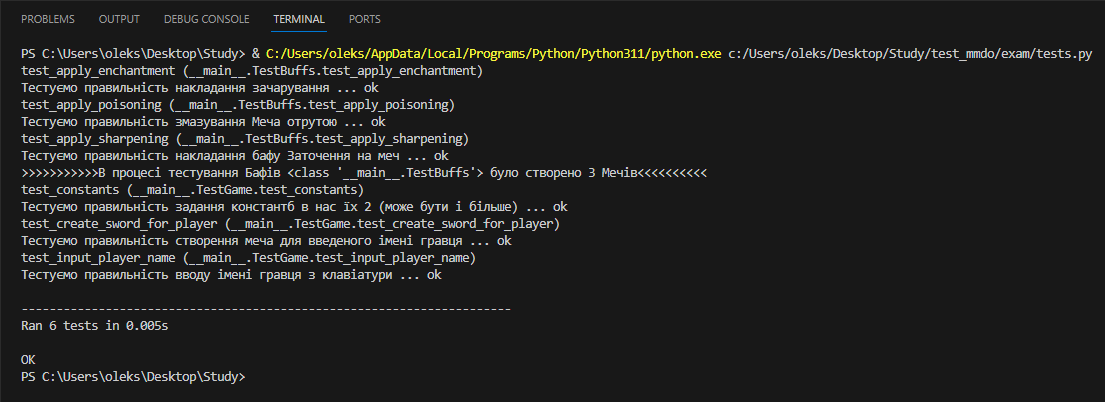 PROBLEMS OUTPUT DEBUG CONSOLE TERMINAL PORTS
PS C:\Users\oleks\Desktop\Study> & C:/Users/oleks/AppData/Local/Programs/Python/Python311/python.exe c:/Users/oleks/Desktop/Study/test_mmdo/exam/tests.py
test_apply_enchantment (__main__.TestBuffs.test_apply_enchantment)
Тестуємо правильність накладання зачарування ... ok
test_apply_poisoning (__main__.TestBuffs.test_apply_poisoning)
Тестуємо правильність змазування Меча отрутою ... ok
test_apply_sharpening (__main__.TestBuffs.test_apply_sharpening)
Тестуємо правильність накладання бафу Заточення на меч ... ok
>>>>>>>>>>>В процесі тестування Бафів <class '__main__.TestBuffs'> було створено 3 Мечів<<<<<<<<<<
test_constants (__main__.TestGame.test_constants)
Тестуємо правильність задання константб в нас їх 2 (може бути і більше) ... ok
test_create_sword_for_player (__main__.TestGame.test_create_sword_for_player)
Тестуємо правильність створення меча для введеного імені гравця ... ok
test_input_player_name (__main__.TestGame.test_input_player_name)
Тестуємо правильність вводу імені гравця з клавіатури ... ok
----------------------------------------------------------------------
Ran 6 tests in 0.005s
OK
PS C:\Users\oleks\Desktop\Study>